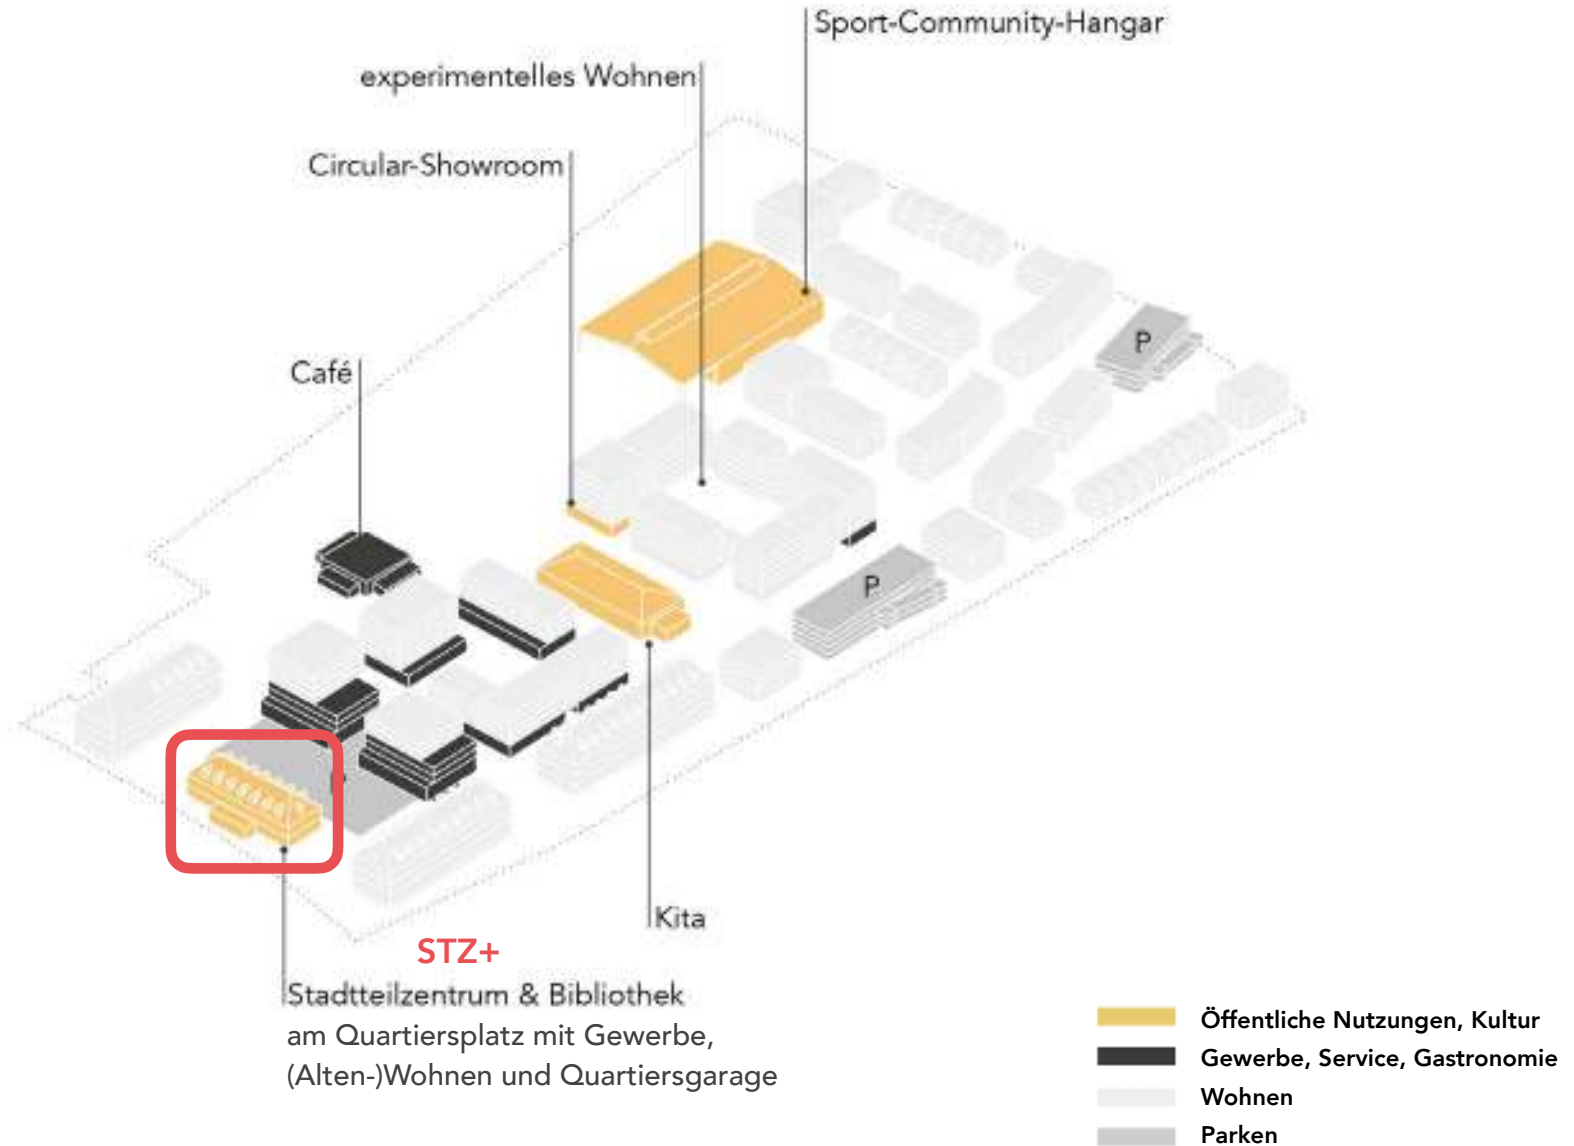 Sport-Community-Hangar
experimentelles Wohnen
Circular-Showroom
P
Café
P
Kita
STZ+
Stadtteilzentrum & Bibliothek
am Quartiersplatz mit Gewerbe,
(Alten-)Wohnen und Quartiersgarage
Öffentliche Nutzungen, Kultur
Gewerbe, Service, Gastronomie
Wohnen
Parken